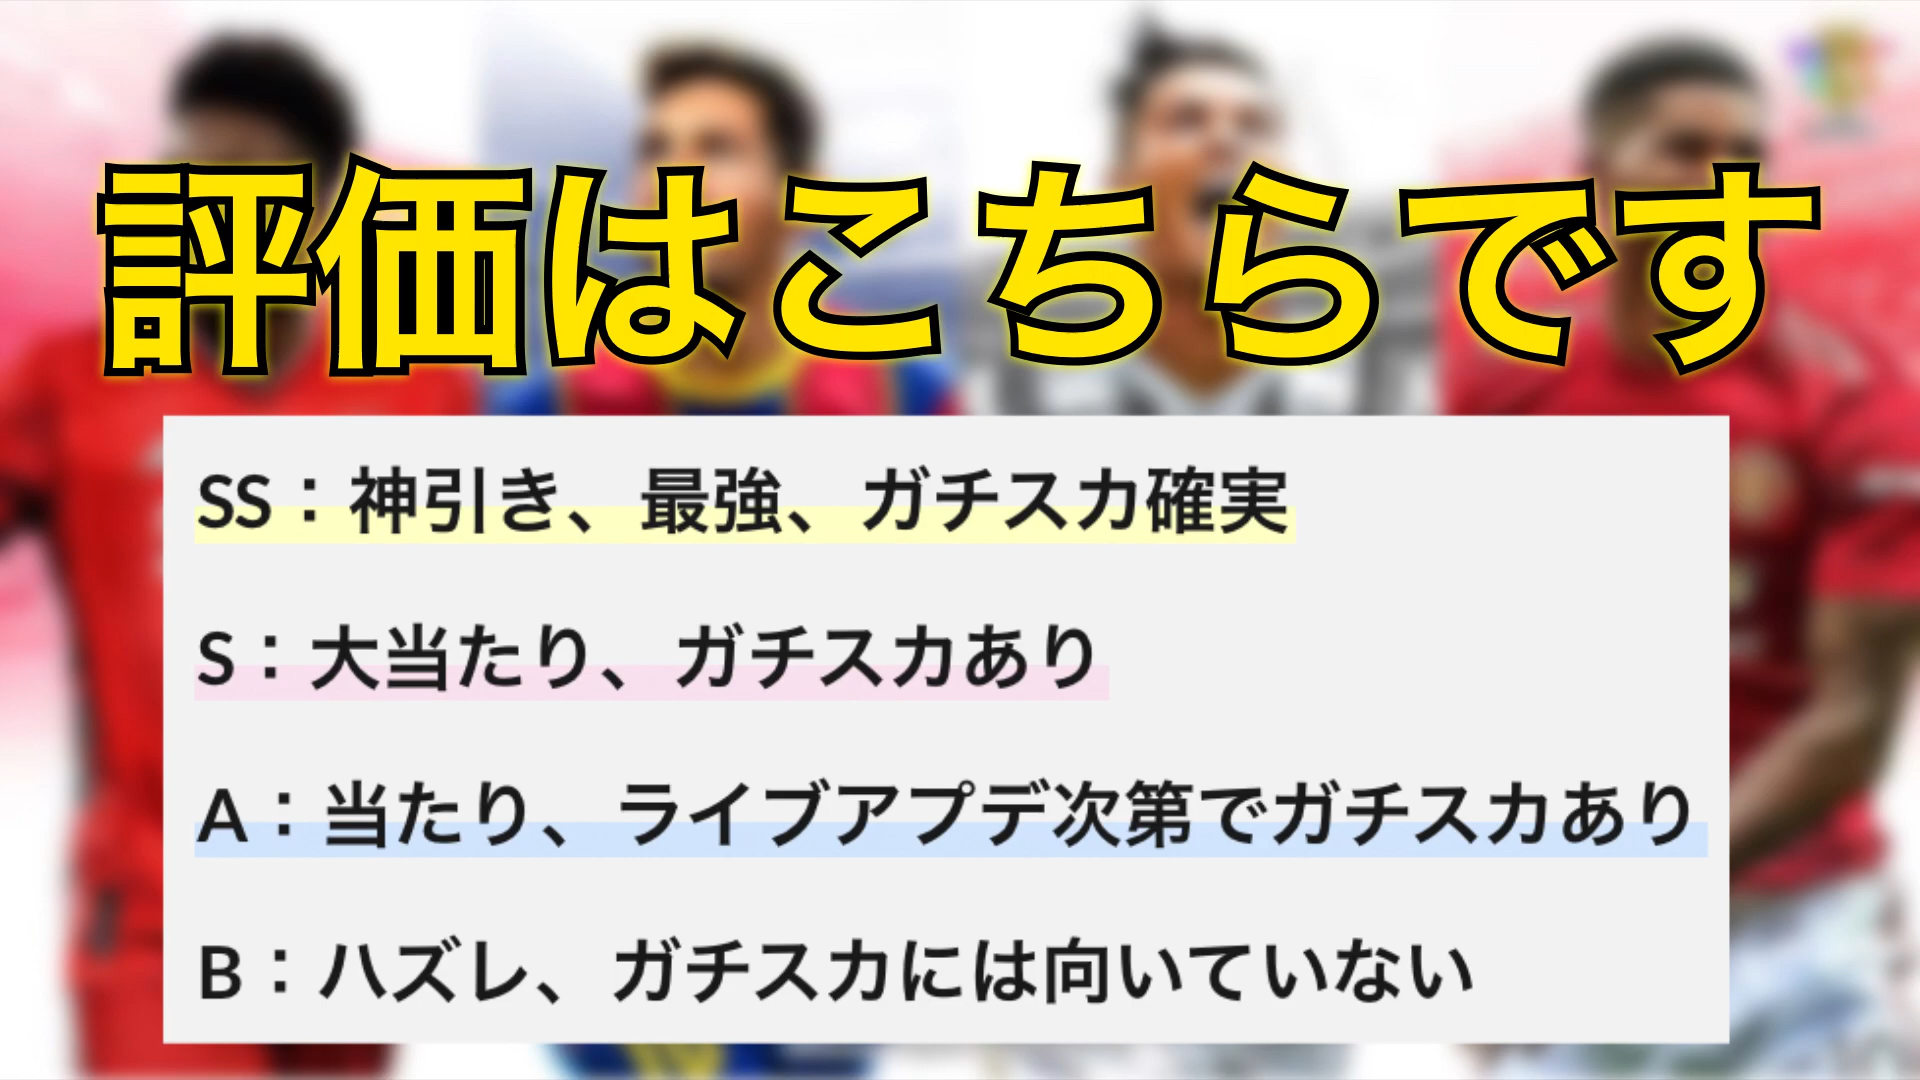 評価はこちらです
SS：神引き、最強、ガチスカ確実
S：大当たり、ガチスカあり
A：当たり、ライブアプデ次第でガチスカあり
B：ハズレ、ガチスカには向いていない